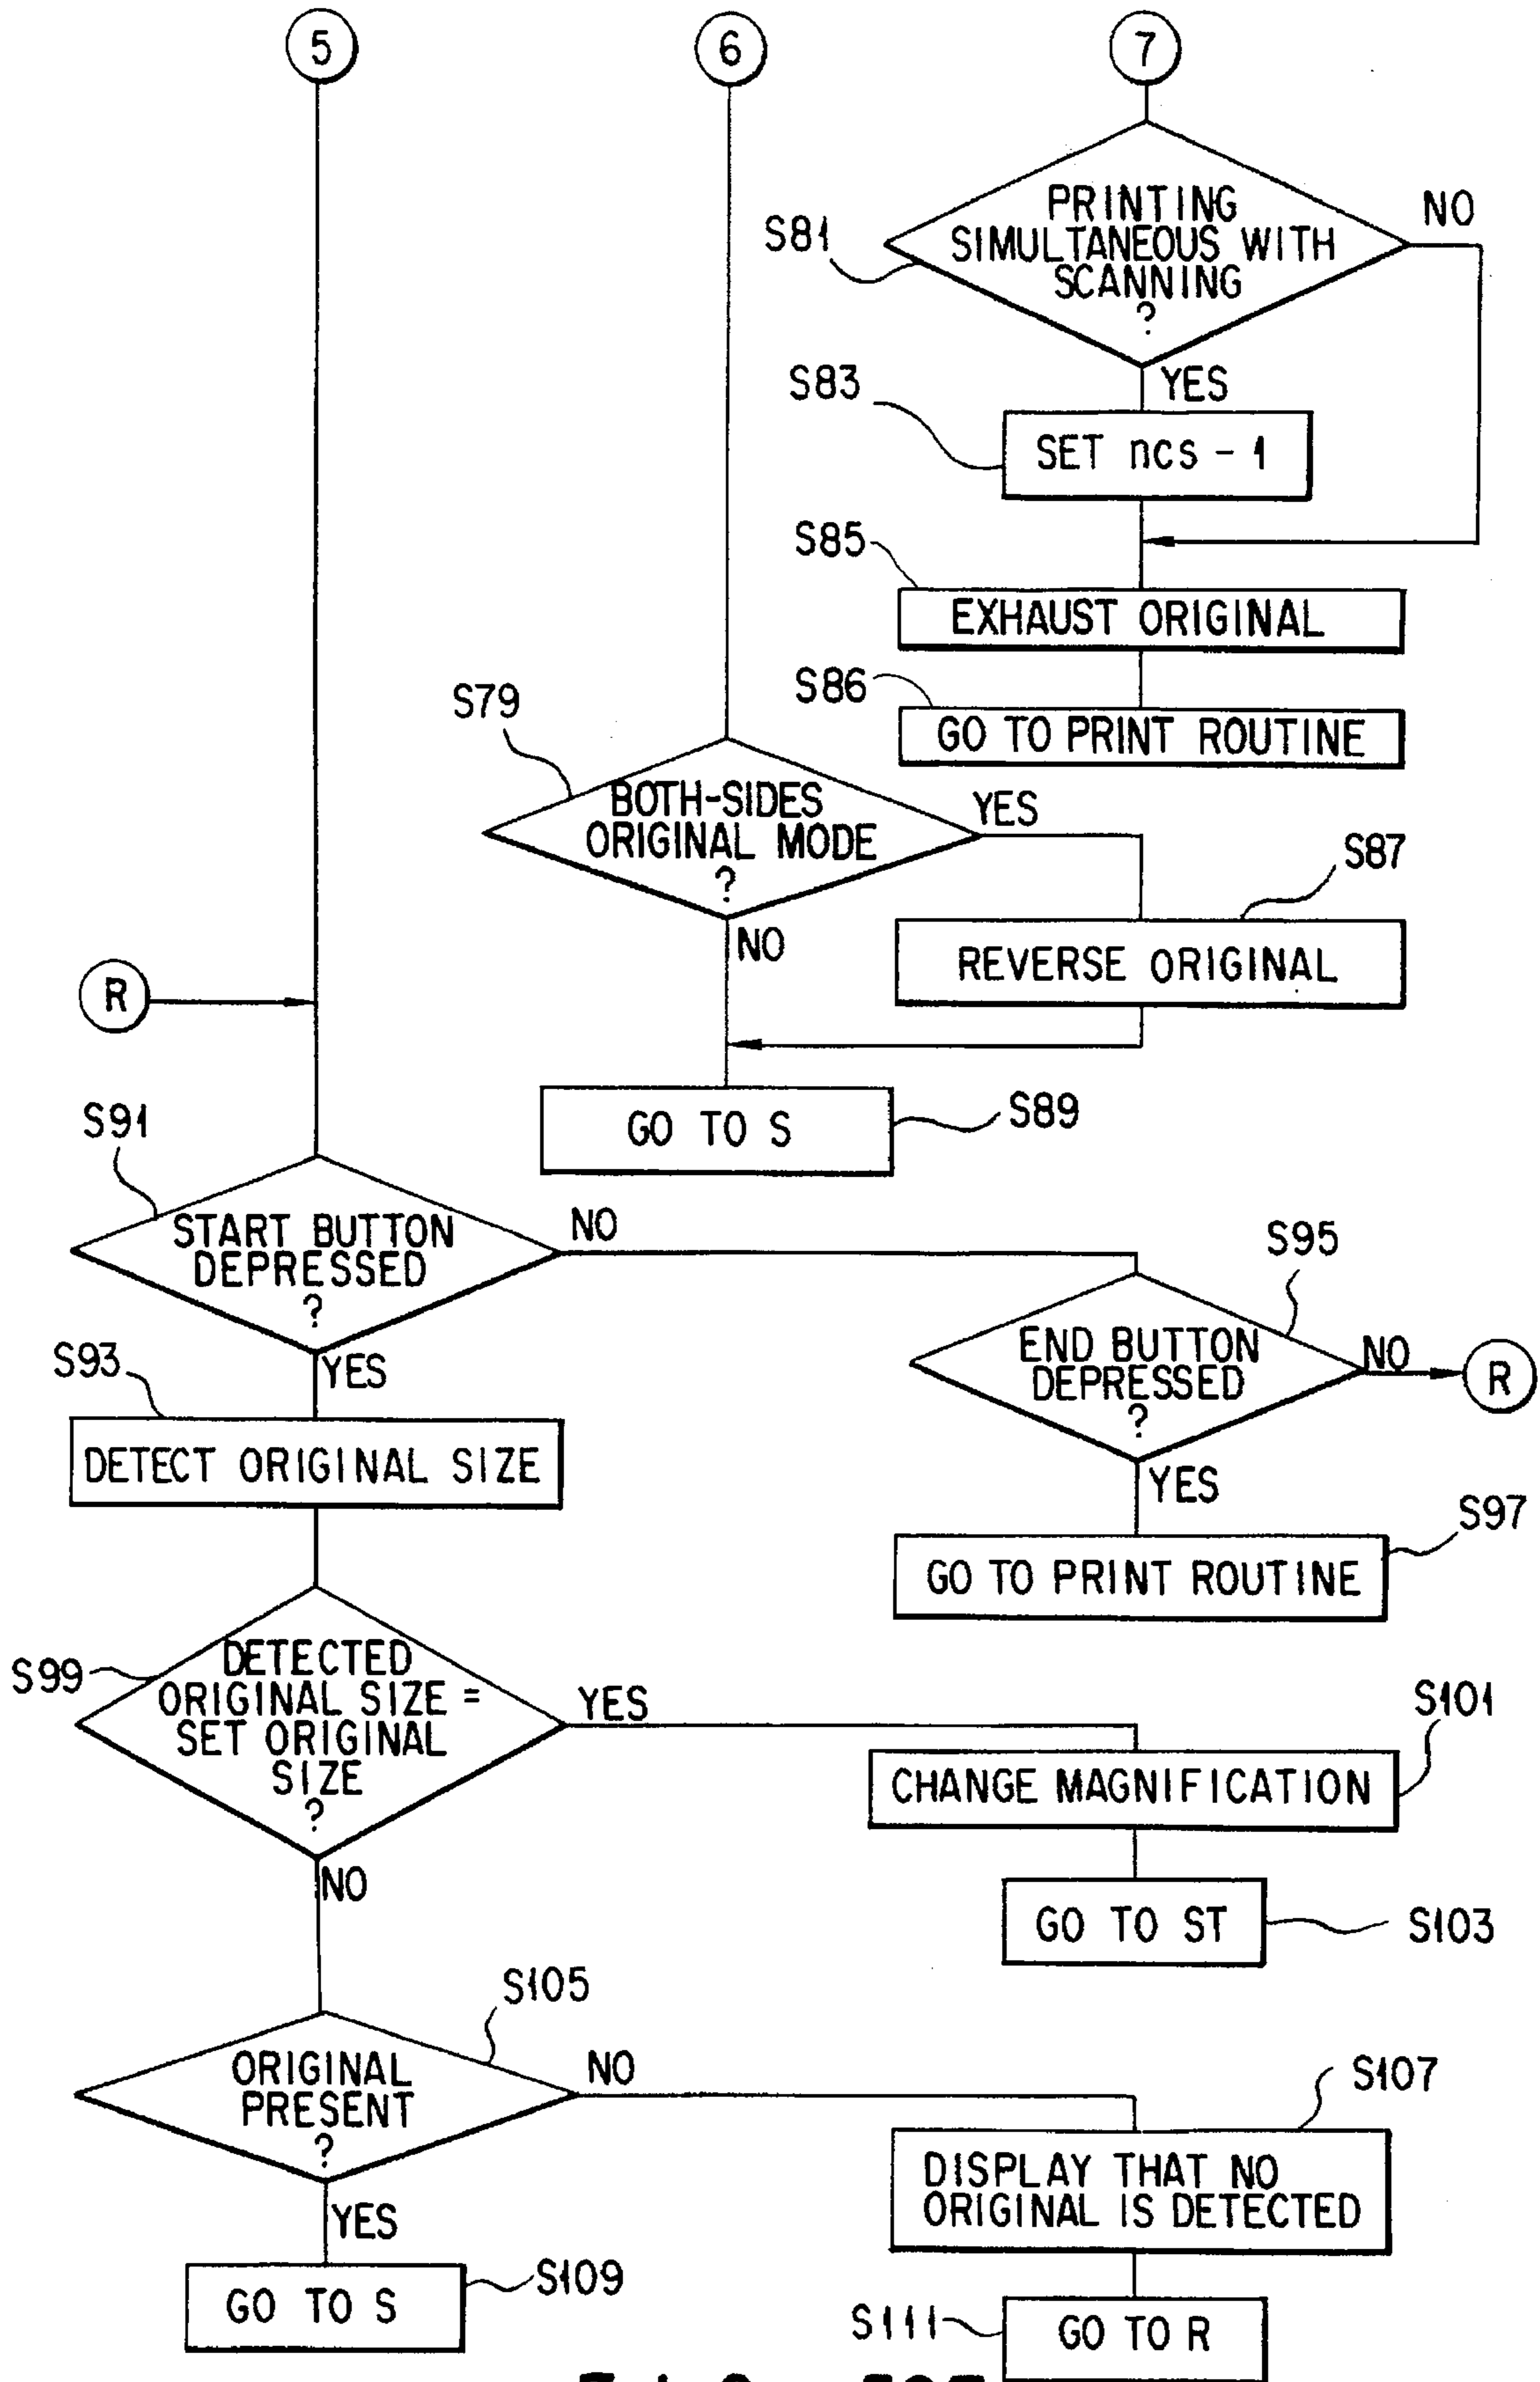 5
6
7
S81
PRINTING
SIMULTANEOUS WITH
SCANNING
?
NO
YES
S83
SET ncs - 1
S85
EXHAUST ORIGINAL
S86
GO TO PRINT ROUTINE
S79
BOTH-SIDES
ORIGINAL MODE
?
YES
NO
S87
REVERSE ORIGINAL
R
GO TO S
S89
S91
START BUTTON
DEPRESSED
?
NO
YES
S95
END BUTTON
DEPRESSED
?
NO
R
YES
S93
DETECT ORIGINAL SIZE
S97
GO TO PRINT ROUTINE
S99
DETECTED
ORIGINAL SIZE =
SET ORIGINAL
SIZE
?
YES
NO
S101
CHANGE MAGNIFICATION
GO TO ST
S103
S105
ORIGINAL
PRESENT
?
NO
YES
S107
DISPLAY THAT NO
ORIGINAL IS DETECTED
GO TO S
S109
S111
GO TO R